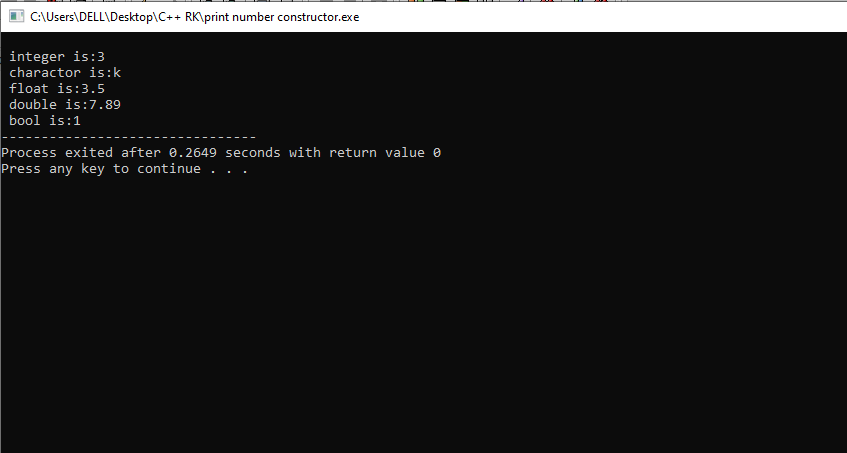 C:\Users\DELL\Desktop\C++ RK\print number constructor.exe
integer is:3
charactor is:k
float is:3.5
double is:7.89
bool is:1
--------------------------------
Process exited after 0.2649 seconds with return value 0
Press any key to continue . . .